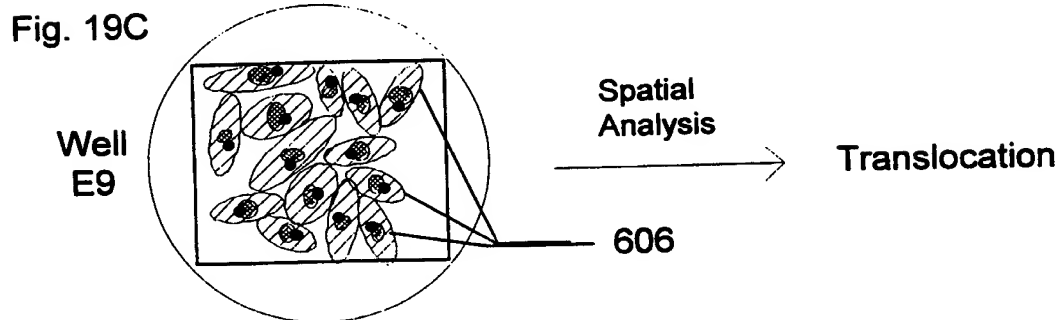 Fig. 19C
Well
E9
Spatial
Analysis
Translocation
606